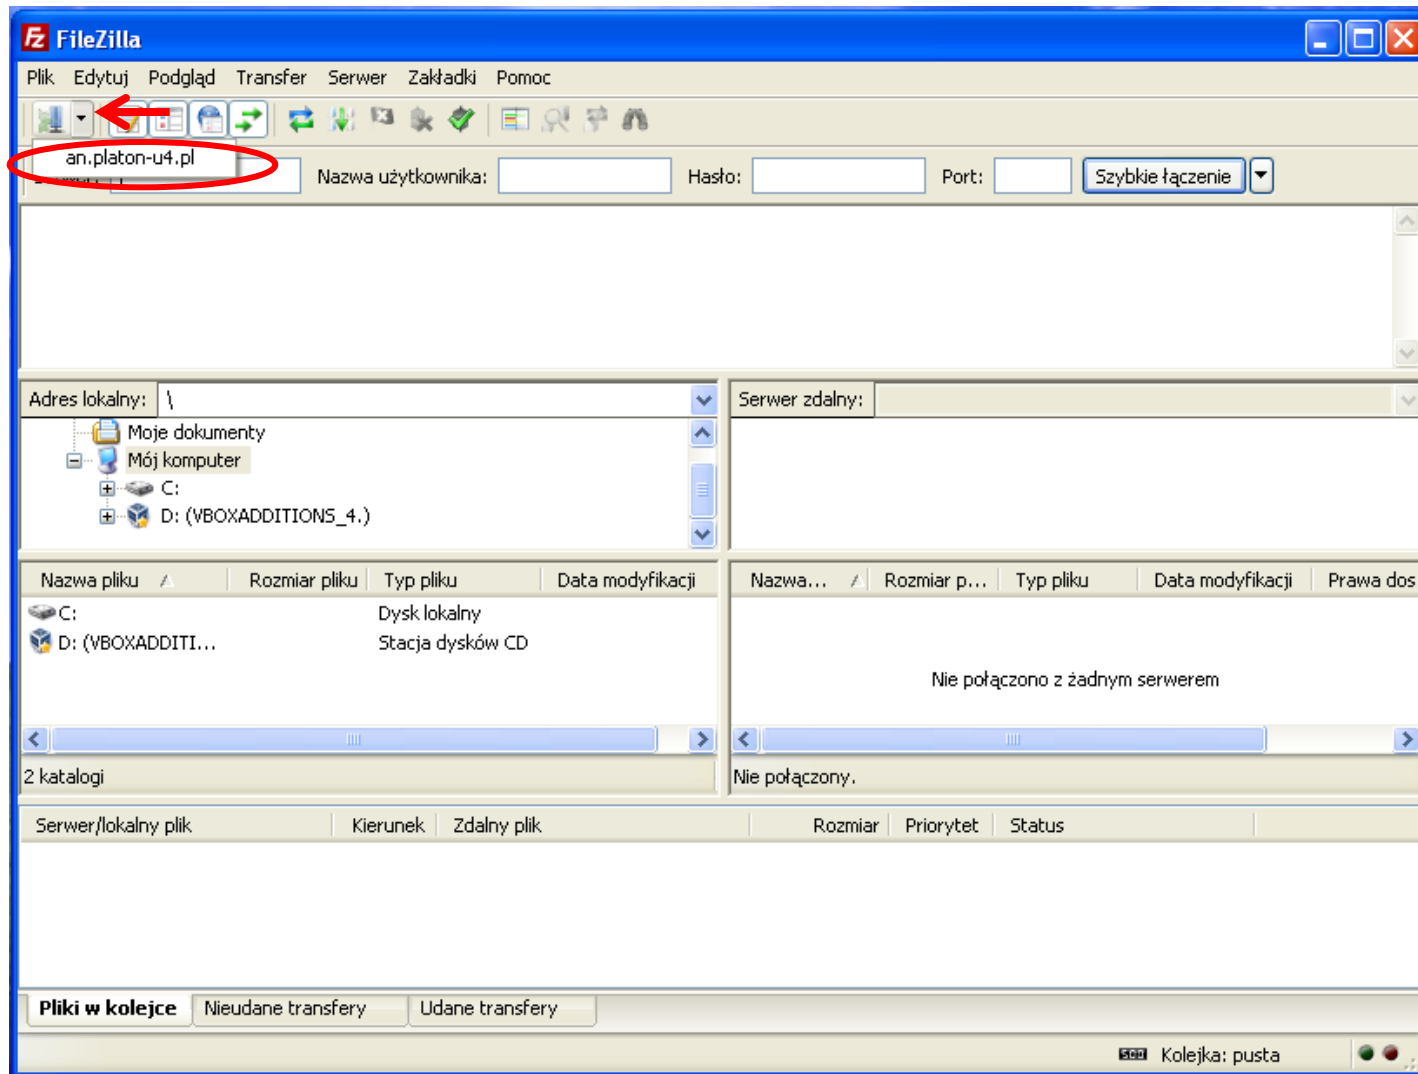 FileZilla
Plik Edytuj Podgląd Transfer Serwer Zakładki Pomoc
an.platon-u4.pl
Nazwa użytkownika: Hasło: Port: Szybkie łączenie
Adres lokalny: \ Serwer zdalny:
Moje dokumenty
Mój komputer
C:
D: (VBOXADDITIONS_4.)
Nazwa pliku Rozmiar pliku Typ pliku Data modyfikacji Nazwa... Rozmiar p... Typ pliku Data modyfikacji Prawa dos
C: Dysk lokalny
D: (VBOXADDITI... Stacja dysków CD
Nie połączono z żadnym serwerem
2 katalogi Nie połączony.
Serwer/lokalny plik Kierunek Zdalny plik Rozmiar Priorytet Status
Pliki w kolejce Nieudane transfery Udane transfery
Kolejka: pusta